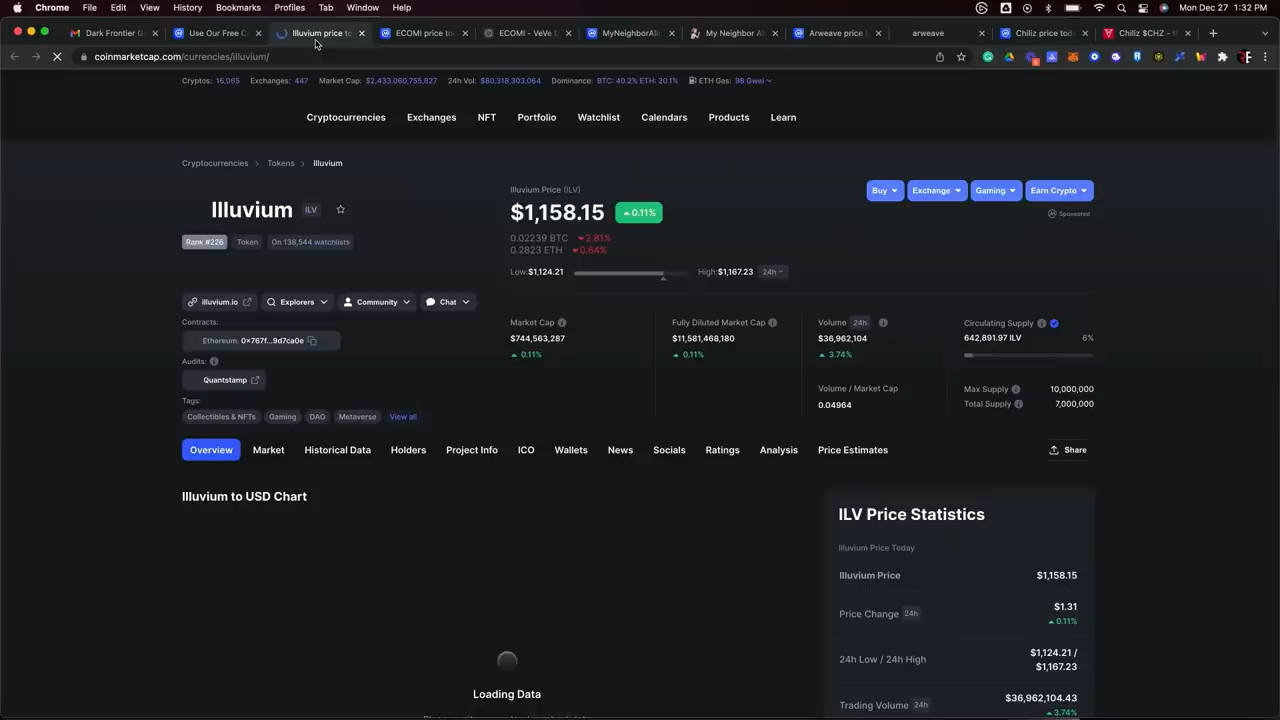 Chrome File Edit View History Bookmarks Profiles Tab Window Help Mon Dec 27 1:32 PM
Dark Frontier G Use Our Free C Illuvium price to ECOMI price to ECOMI - VeVe D MyNeighborAli My Neighbor A Arweave price arweave Chiliz price tod Chiliz $CHZ - t
coinmarketcap.com/currencies/illuvium/
Cryptos: 16,065 Exchanges: 447 Market Cap: $2,433,060,755,827 24h Vol: $80,318,303,064 Dominance: BTC: 40.2% ETH: 20.1% ETH Gas: 98 Gwei
Cryptocurrencies Exchanges NFT Portfolio Watchlist Calendars Products Learn
Cryptocurrencies Tokens Illuvium
Illuvium Price (ILV)
Buy Exchange Gaming Earn Crypto
Illuvium ILV
$1,158.15 0.11%
Sponsored
Rank #226 Token On 138,544 watchlists
0.02239 BTC 2.81%
0.2823 ETH 0.64%
Low:$1,124.21 High:$1,167.23 24h
illuvium.io Explorers Community Chat
Contracts:
Ethereum: 0x767f...9d7ca0e
Audits:
Quantstamp
Tags:
Collectibles & NFTs Gaming DAO Metaverse View all
Market Cap
$744,563,287
0.11%
Fully Diluted Market Cap
$11,581,468,180
0.11%
Volume 24h
$36,962,104
3.74%
Volume / Market Cap
0.04964
Circulating Supply
642,891.97 ILV 6%
Max Supply 10,000,000
Total Supply 7,000,000
Overview Market Historical Data Holders Project Info ICO Wallets News Socials Ratings Analysis Price Estimates Share
Illuvium to USD Chart
Loading Data
ILV Price Statistics
Illuvium Price Today
Illuvium Price $1,158.15
Price Change 24h $1.31
0.11%
24h Low / 24h High $1,124.21 /
$1,167.23
Trading Volume 24h $36,962,104.43
3.74%